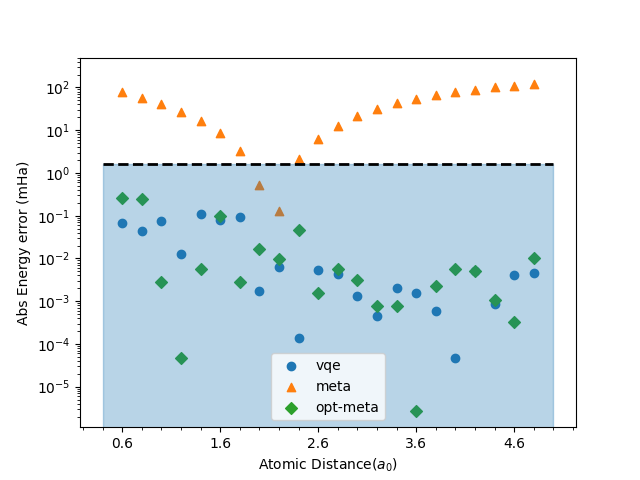 10²
10¹
10⁰
10⁻¹
10⁻²
10⁻³
10⁻⁴
10⁻⁵
Abs Energy error (mHa)
vqe
meta
opt-meta
0.6 1.6 2.6 3.6 4.6
Atomic Distance(a₀)